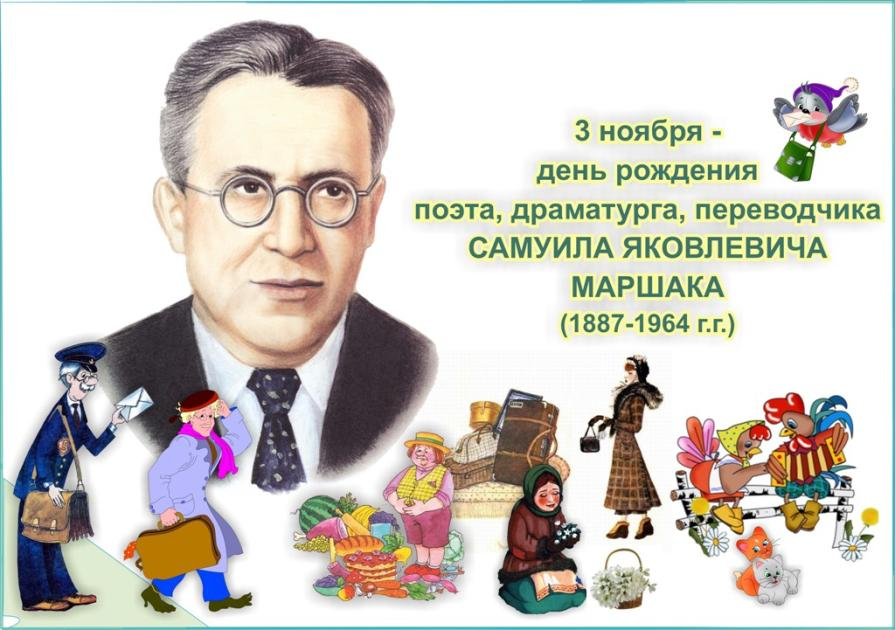 3 ноября -
день рождения
поэта, драматурга, переводчика
САМУИЛА ЯКОВЛЕВИЧА
МАРШАКА
(1887-1964 г.г.)